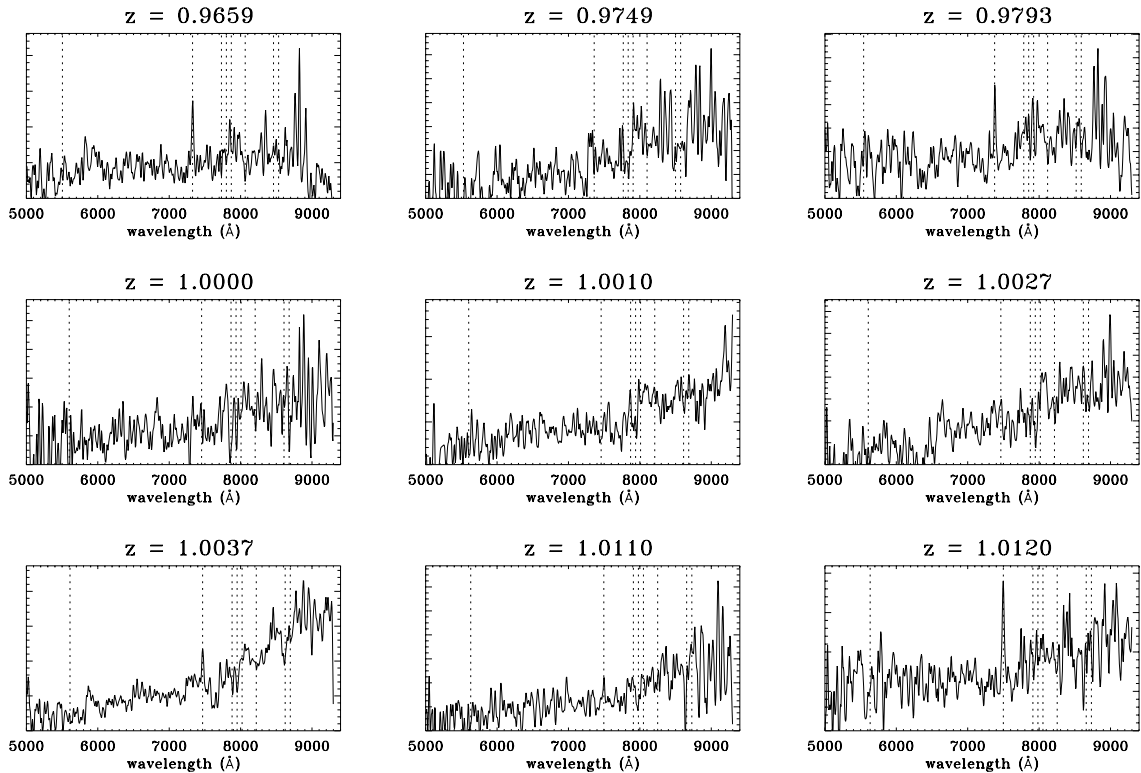 z = 0.9659
z = 0.9749
z = 0.9793
5000 6000 7000 8000 9000
wavelength (Å)
5000 6000 7000 8000 9000
wavelength (Å)
5000 6000 7000 8000 9000
wavelength (Å)
z = 1.0000
z = 1.0010
z = 1.0027
5000 6000 7000 8000 9000
wavelength (Å)
5000 6000 7000 8000 9000
wavelength (Å)
5000 6000 7000 8000 9000
wavelength (Å)
z = 1.0037
z = 1.0110
z = 1.0120
5000 6000 7000 8000 9000
wavelength (Å)
5000 6000 7000 8000 9000
wavelength (Å)
5000 6000 7000 8000 9000
wavelength (Å)